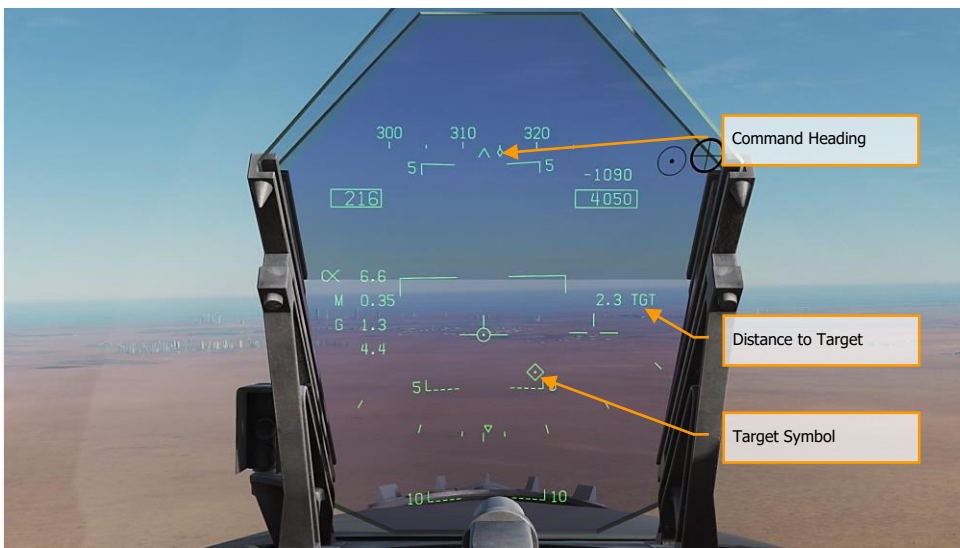 300 310 320
Command Heading
5 5
-1090
216 4050
α 6.6
M 0.35
2.3 TGT
G 1.3
Distance to Target
4.4
5 5
Target Symbol
10 10